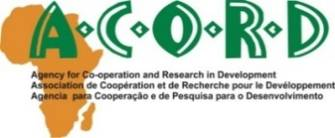 A.C.O.R.D
Agency for Co-operation and Research in Development
Association de Coopération et de Recherche pour le Dévéloppement
Agencia para Cooperação e de Pesquisa para o Desenvolvimento